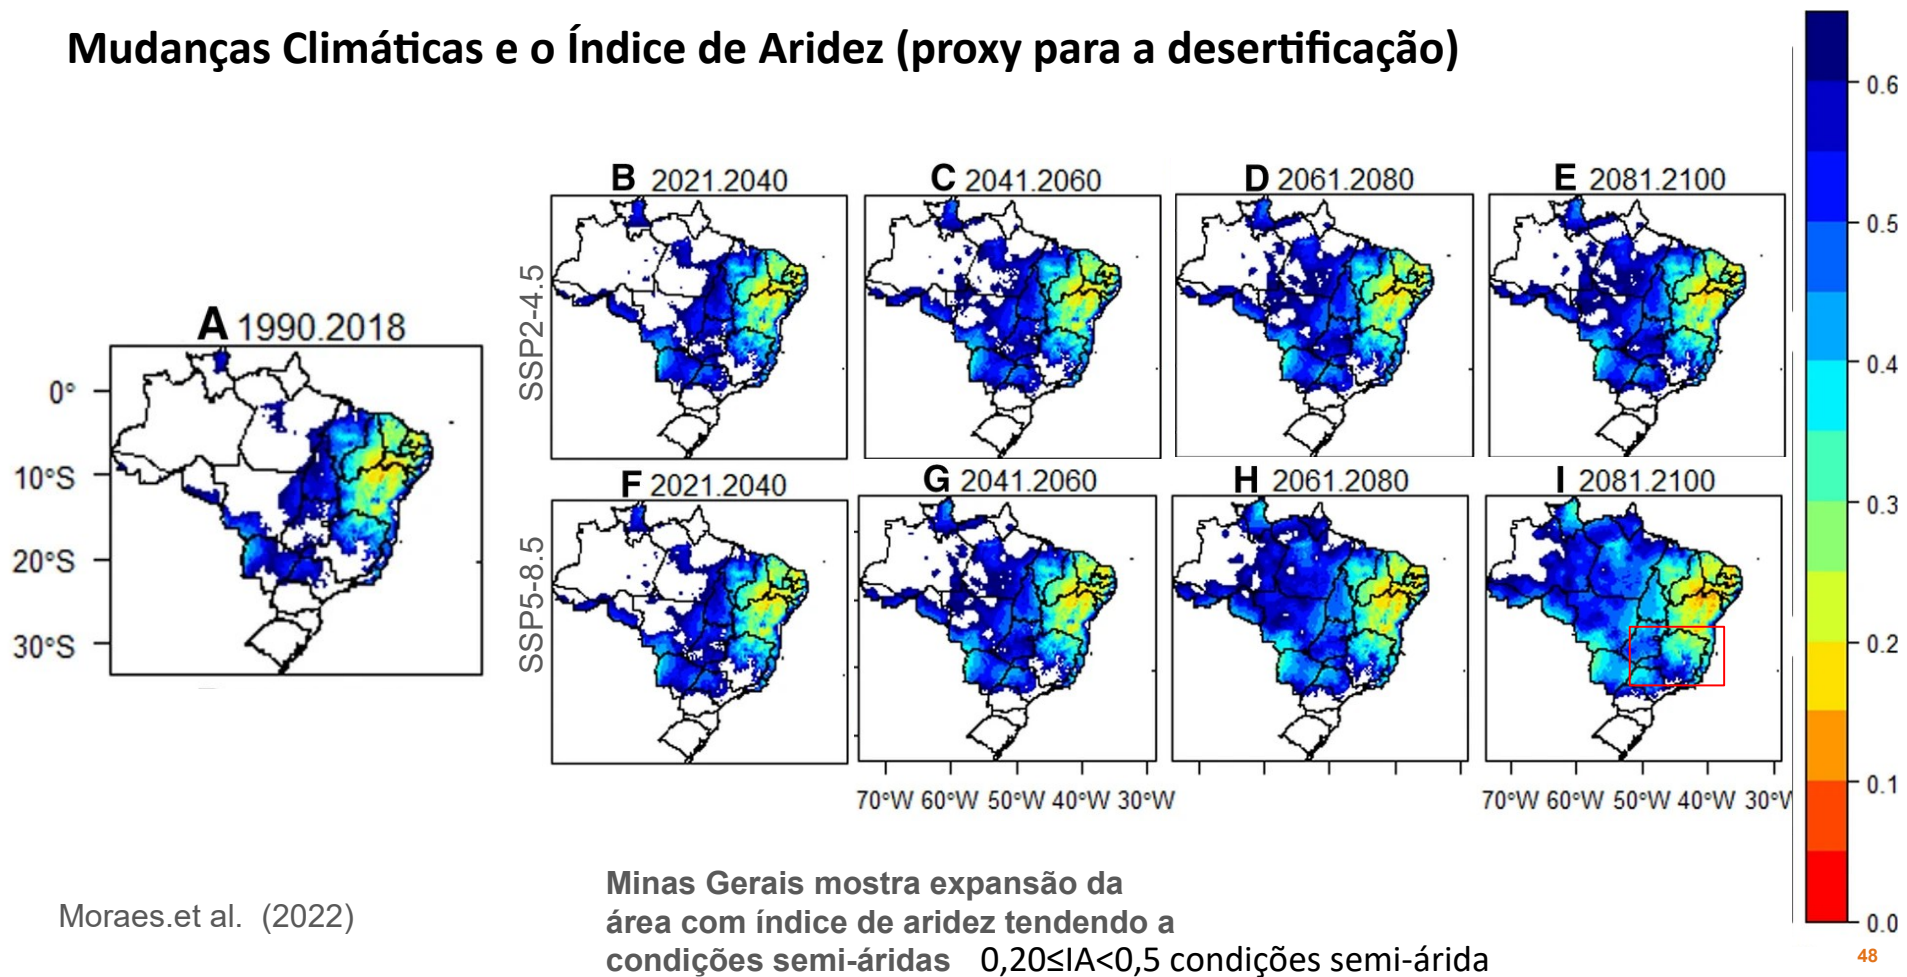 Mudanças Climáticas e o Índice de Aridez (proxy para a desertificação)
A 1990.2018
0°
10°S
20°S
30°S
SSP2-4.5
B 2021.2040
C 2041.2060
D 2061.2080
E 2081.2100
SSP5-8.5
F 2021.2040
G 2041.2060
H 2061.2080
I 2081.2100
70°W 60°W 50°W 40°W 30°W
70°W 60°W 50°W 40°W 30°W
0.6
0.5
0.4
0.3
0.2
0.1
0.0
Moraes.et al. (2022)
Minas Gerais mostra expansão da
área com índice de aridez tendendo a
condições semi-áridas 0,20≤IA<0,5 condições semi-árida
48